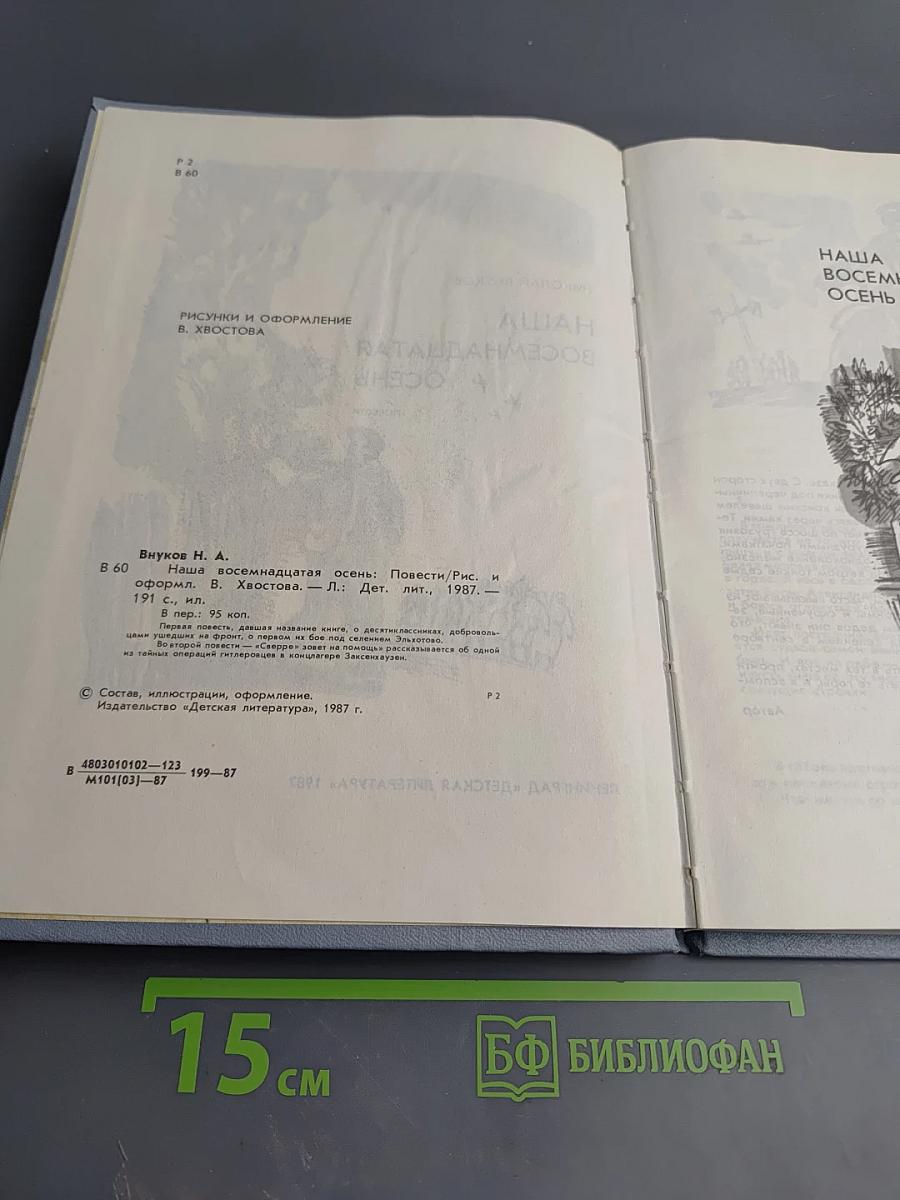 Р 2
В 60
РИСУНКИ И ОФОРМЛЕНИЕ
В. ХВОСТОВА
Внуков Н. А.
В 60 Наша восемнадцатая осень: Повести/Рис. и
оформл. В. Хвостова. — Л.: Дет. лит., 1987. —
191 с., ил.
В пер.: 95 коп.
Первая повесть, давшая название книге, о десятиклассниках, доброволь-
цами ушедших на фронт, о первом их бое под селением Эльхотово.
Во второй повести — «Сверре» зовет на помощь» рассказывается об одной
из тайных операций гитлеровцев в концлагере Заксенхаузен.
Р 2
© Состав, иллюстрации, оформление.
Издательство «Детская литература», 1987 г.
В 4803010102—123 199—87
М101(03)—87
НАША
ОСЕНЬ
15 см
БФ БИБЛИОФАН